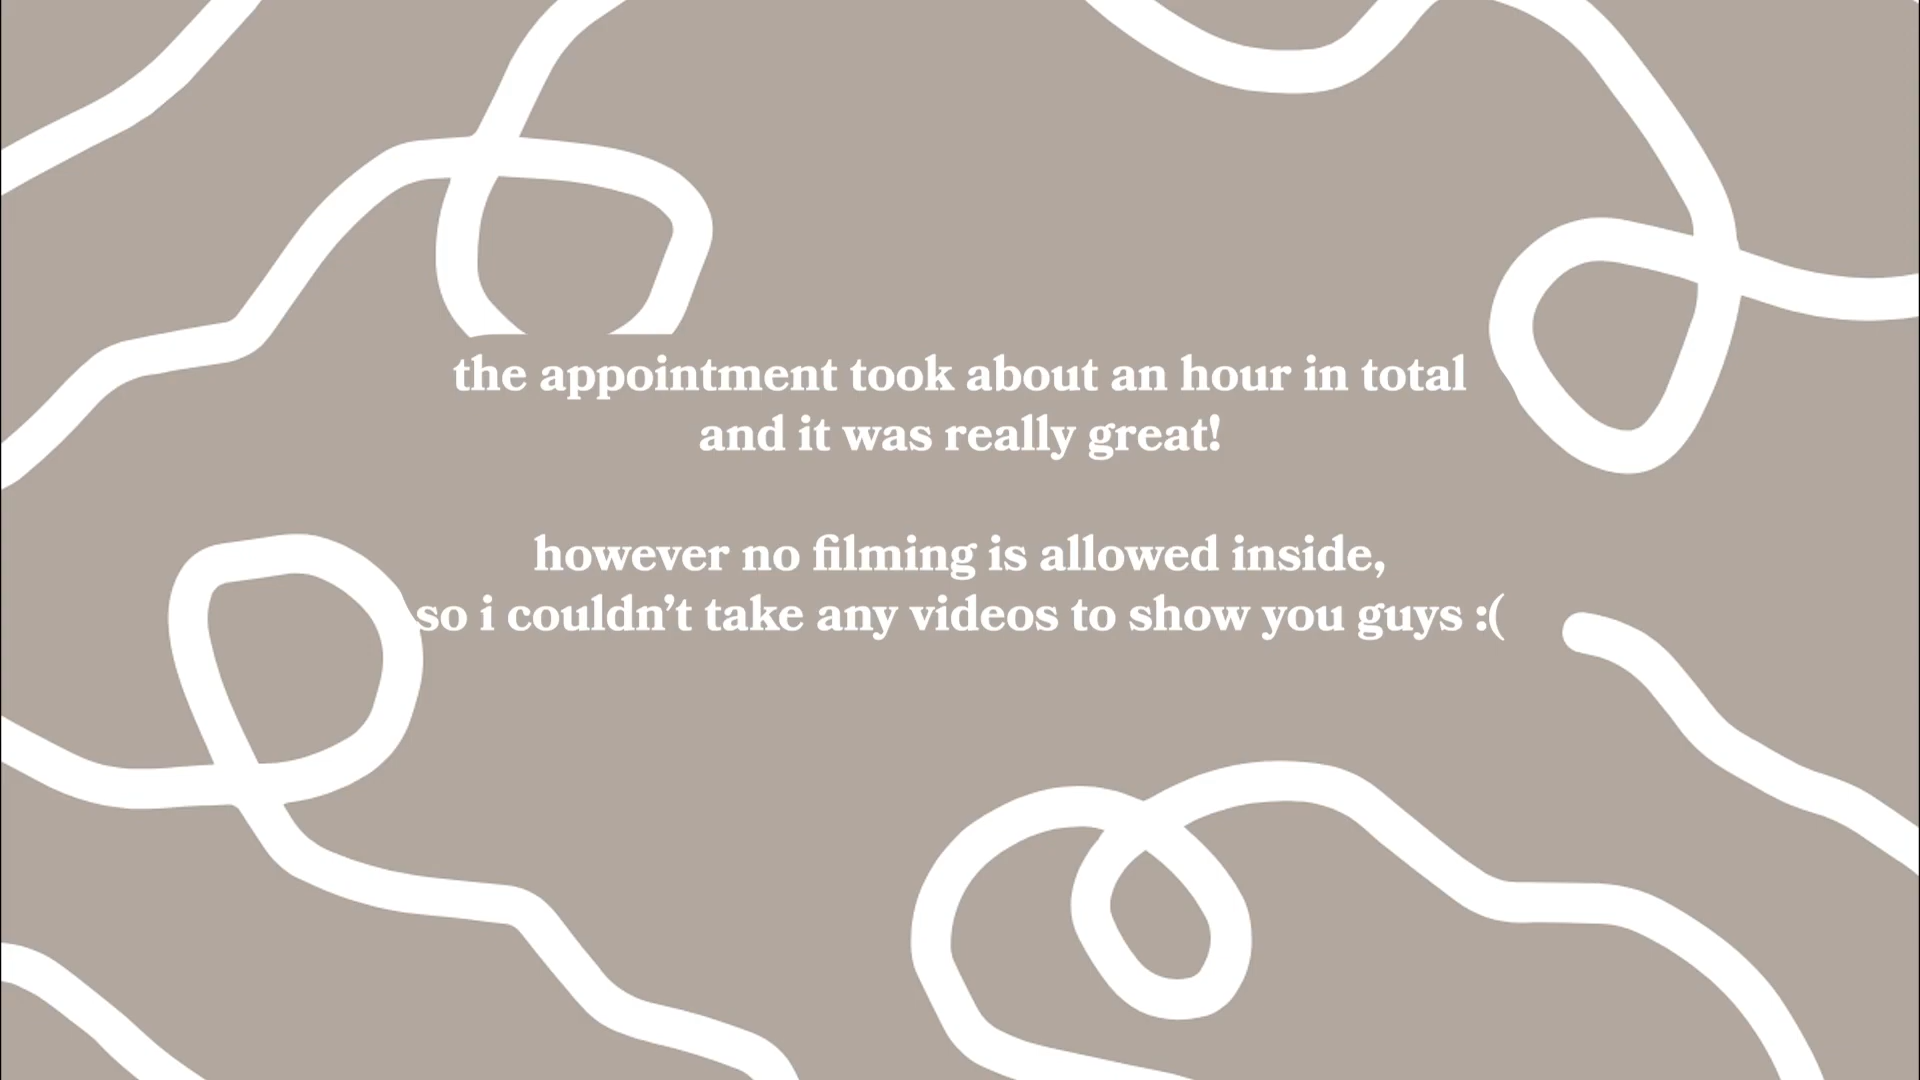 the appointment took about an hour in total
and it was really great!
however no filming is allowed inside,
so i couldn’t take any videos to show you guys :(